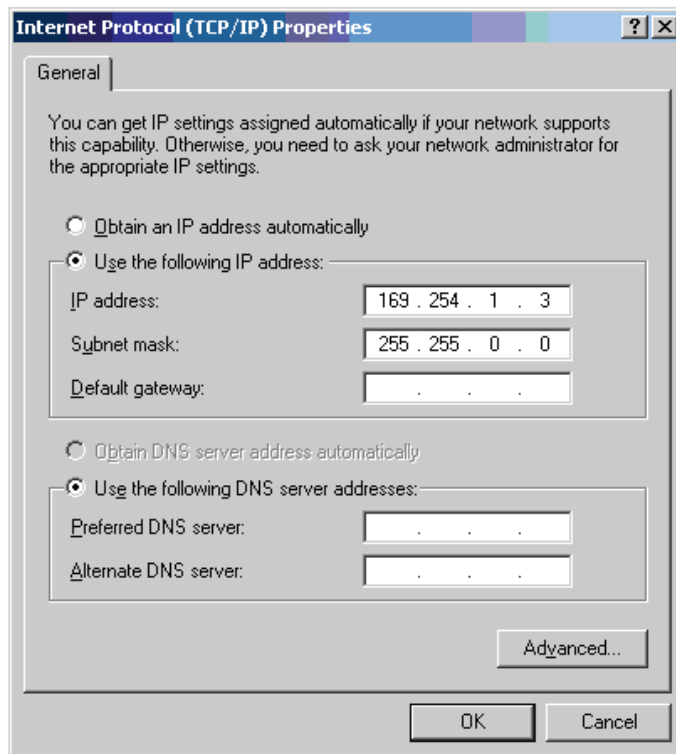 Internet Protocol (TCP/IP) Properties
General
You can get IP settings assigned automatically if your network supports
this capability. Otherwise, you need to ask your network administrator for
the appropriate IP settings.
Obtain an IP address automatically
Use the following IP address:
IP address: 169 . 254 . 1 . 3
Subnet mask: 255 . 255 . 0 . 0
Default gateway: . . .
Obtain DNS server address automatically
Use the following DNS server addresses:
Preferred DNS server: . . .
Alternate DNS server: . . .
Advanced...
OK Cancel